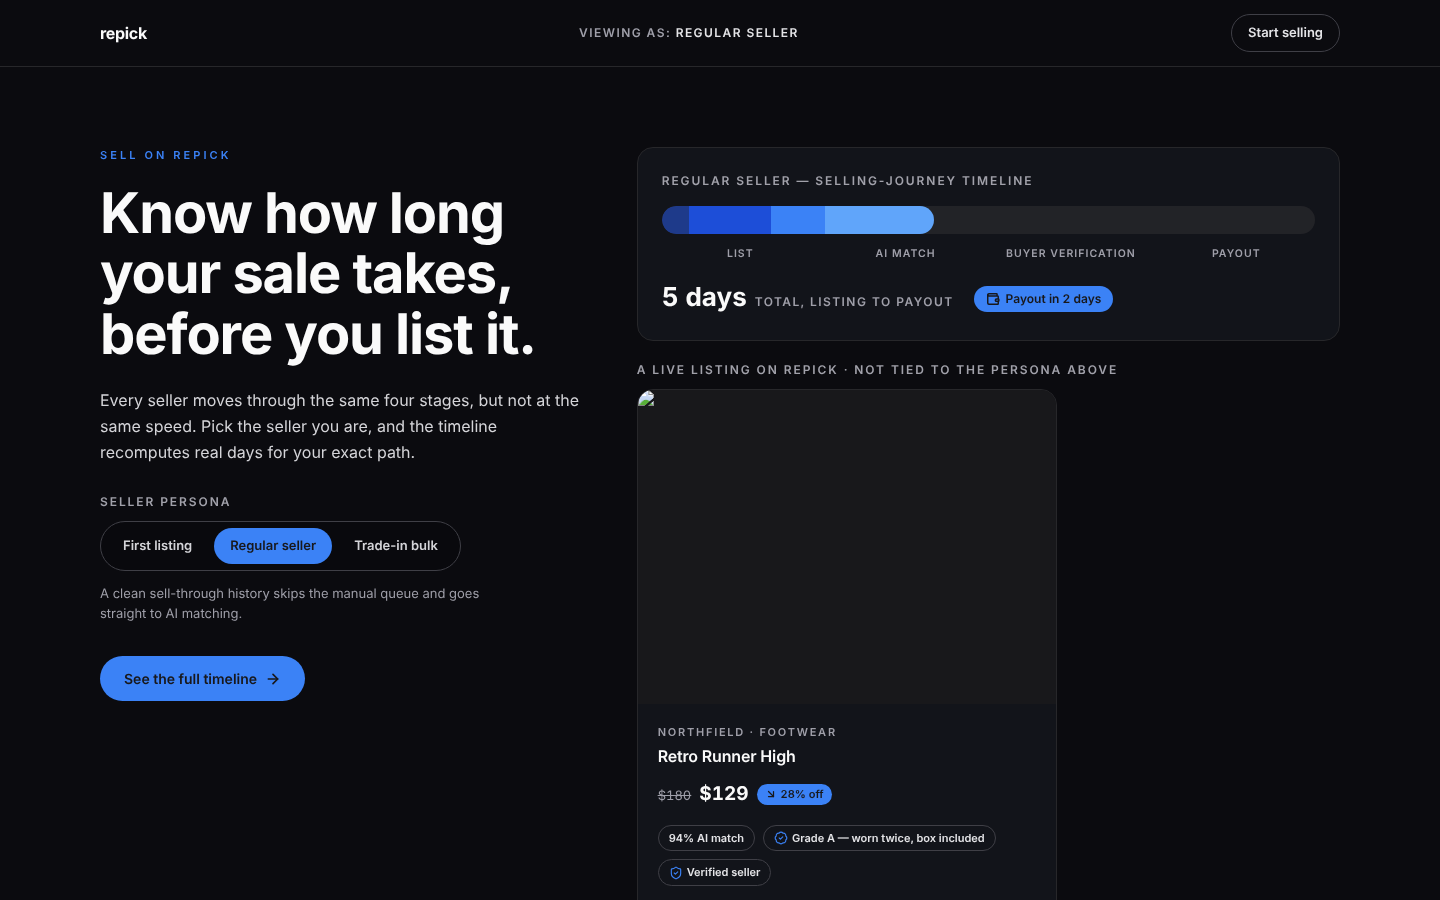 repick
VIEWING AS: REGULAR SELLER
Start selling
SELL ON REPICK
Know how long
your sale takes,
before you list it.
Every seller moves through the same four stages, but not at the
same speed. Pick the seller you are, and the timeline
recomputes real days for your exact path.
SELLER PERSONA
First listing
Regular seller
Trade-in bulk
A clean sell-through history skips the manual queue and goes
straight to AI matching.
See the full timeline
REGULAR SELLER — SELLING-JOURNEY TIMELINE
LIST
AI MATCH
BUYER VERIFICATION
PAYOUT
5 days TOTAL, LISTING TO PAYOUT
Payout in 2 days
A LIVE LISTING ON REPICK · NOT TIED TO THE PERSONA ABOVE
NORTHFIELD · FOOTWEAR
Retro Runner High
$180 $129 28% off
94% AI match
Grade A — worn twice, box included
Verified seller